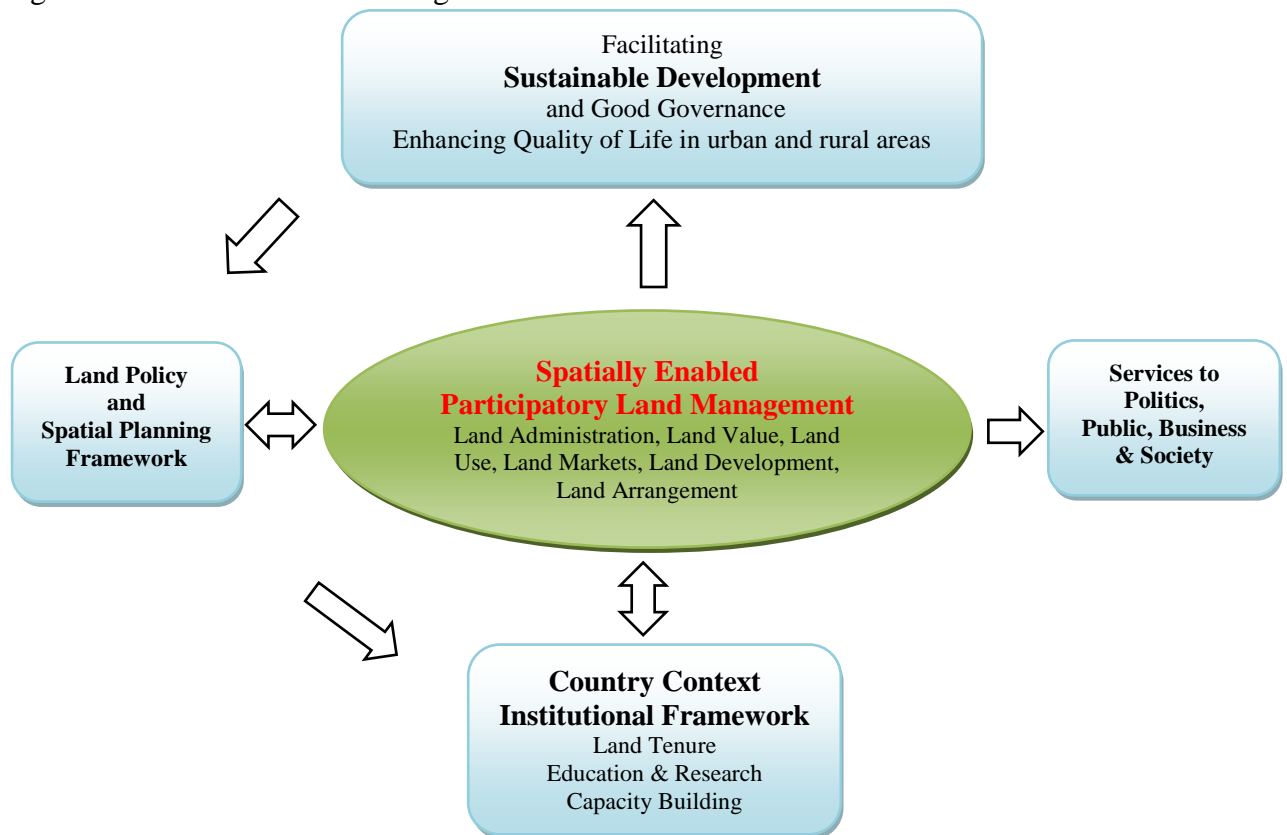 Facilitating
Sustainable Development
and Good Governance
Enhancing Quality of Life in urban and rural areas
Land Policy
and
Spatial Planning
Framework
Spatially Enabled
Participatory Land Management
Land Administration, Land Value, Land
Use, Land Markets, Land Development,
Land Arrangement
Services to
Politics,
Public, Business
& Society
Country Context
Institutional Framework
Land Tenure
Education & Research
Capacity Building